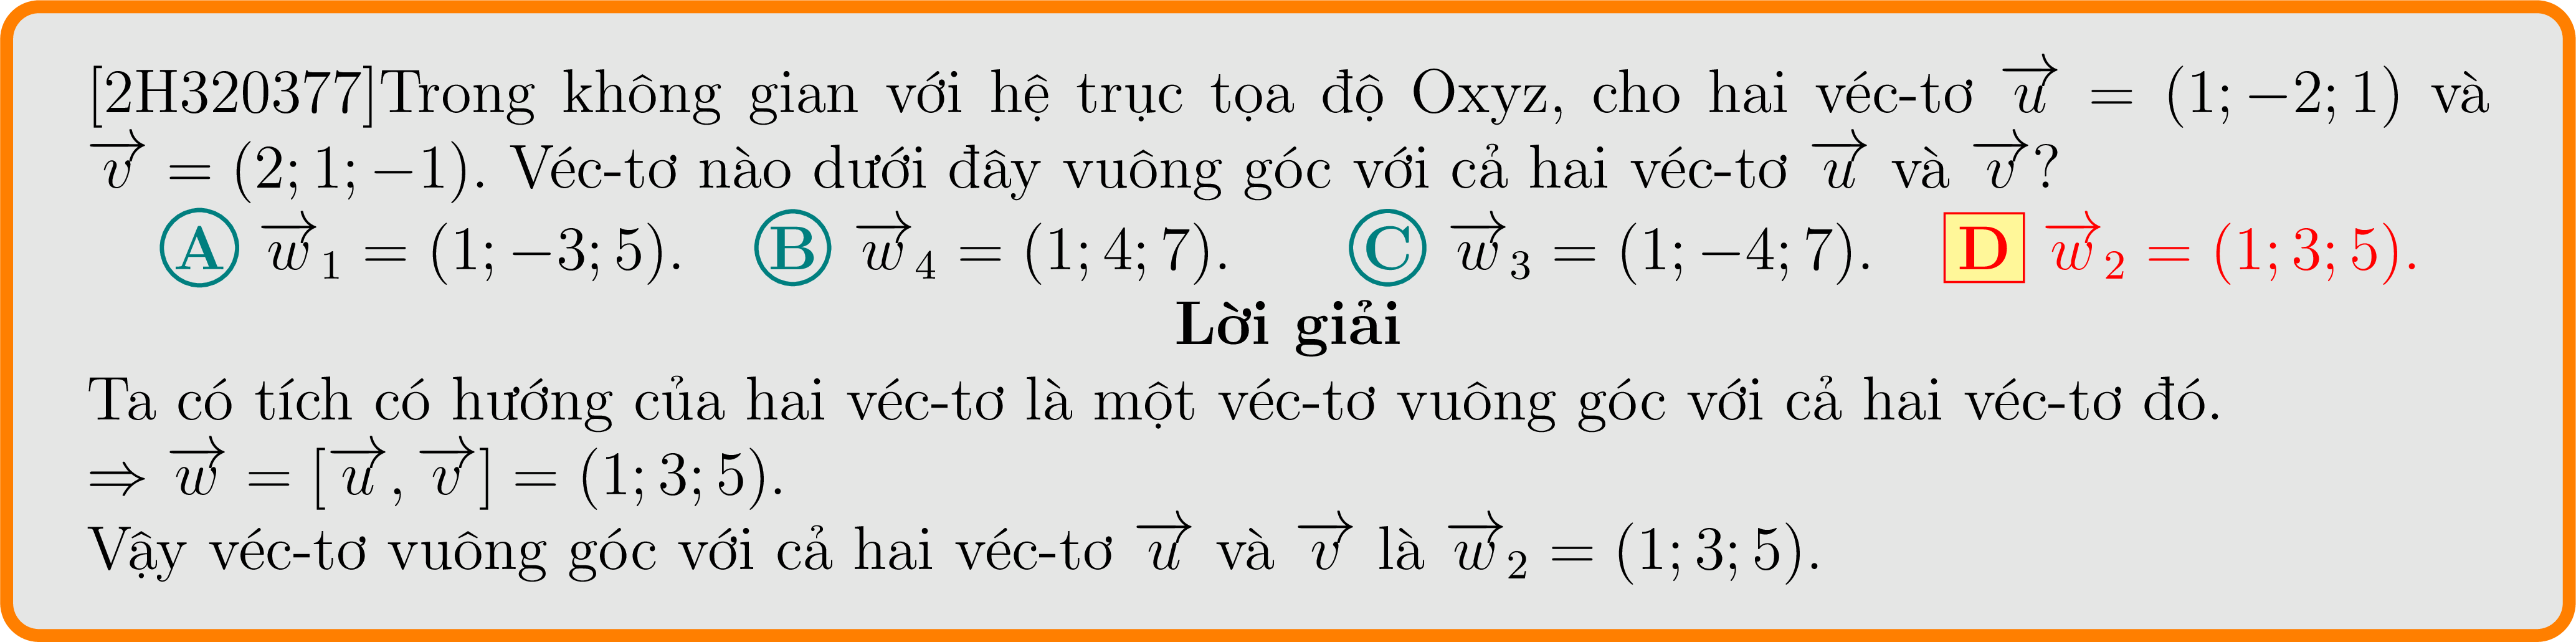 [2H320377]Trong không gian với hệ trục tọa độ Oxyz, cho hai véc-tơ $\overrightarrow{u} = (1; -2; 1)$ và
$\overrightarrow{v} = (2; 1; -1)$. Véc-tơ nào dưới đây vuông góc với cả hai véc-tơ $\overrightarrow{u}$ và $\overrightarrow{v}$?
A $\overrightarrow{w}_1 = (1; -3; 5)$. B $\overrightarrow{w}_4 = (1; 4; 7)$. C $\overrightarrow{w}_3 = (1; -4; 7)$. D $\overrightarrow{w}_2 = (1; 3; 5)$.
Lời giải
Ta có tích có hướng của hai véc-tơ là một véc-tơ vuông góc với cả hai véc-tơ đó.
$\Rightarrow \overrightarrow{w} = [\overrightarrow{u}, \overrightarrow{v}] = (1; 3; 5)$.
Vậy véc-tơ vuông góc với cả hai véc-tơ $\overrightarrow{u}$ và $\overrightarrow{v}$ là $\overrightarrow{w}_2 = (1; 3; 5)$.